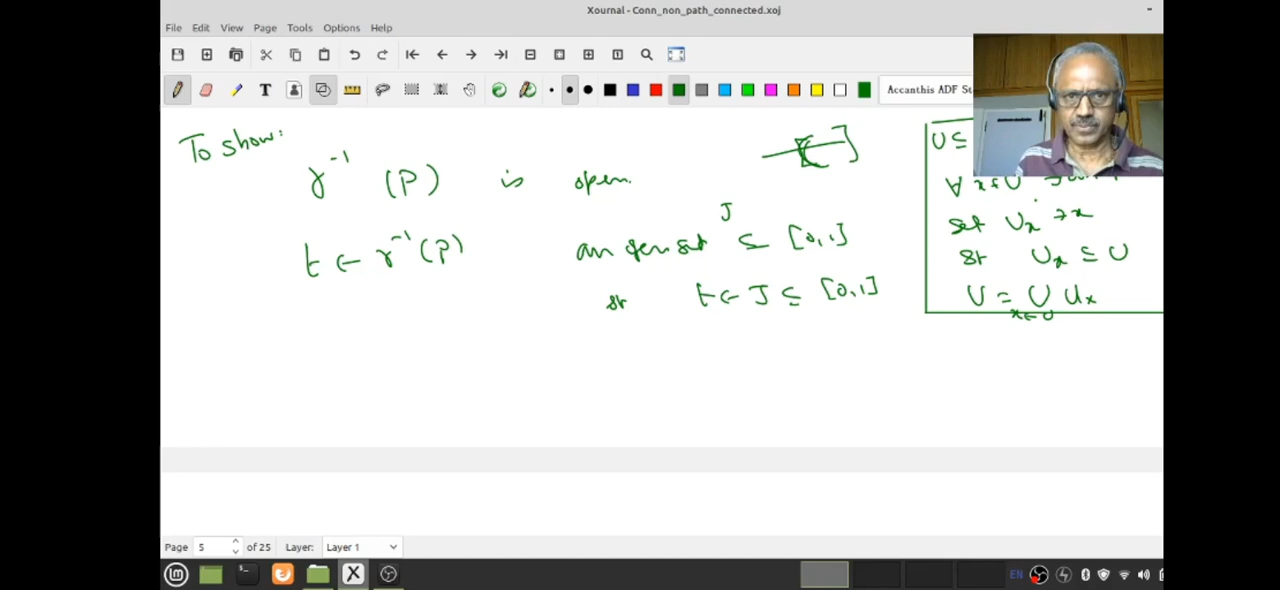 Xournal - Conn_non_path_connected.xoj
File Edit View Page Tools Options Help
Accanthis ADF St
To show:
γ⁻¹ (P) is open.
t ∈ γ⁻¹ (P) an open set J ⊆ [0,1]
st t ∈ J ⊆ [0,1]
U ⊆
∀ x ∈ U
set Uₓ ∋ x
st Uₓ ⊆ U
U = ∪ Uₓ
x ∈ U
Page 5 of 25 Layer: Layer 1
EN